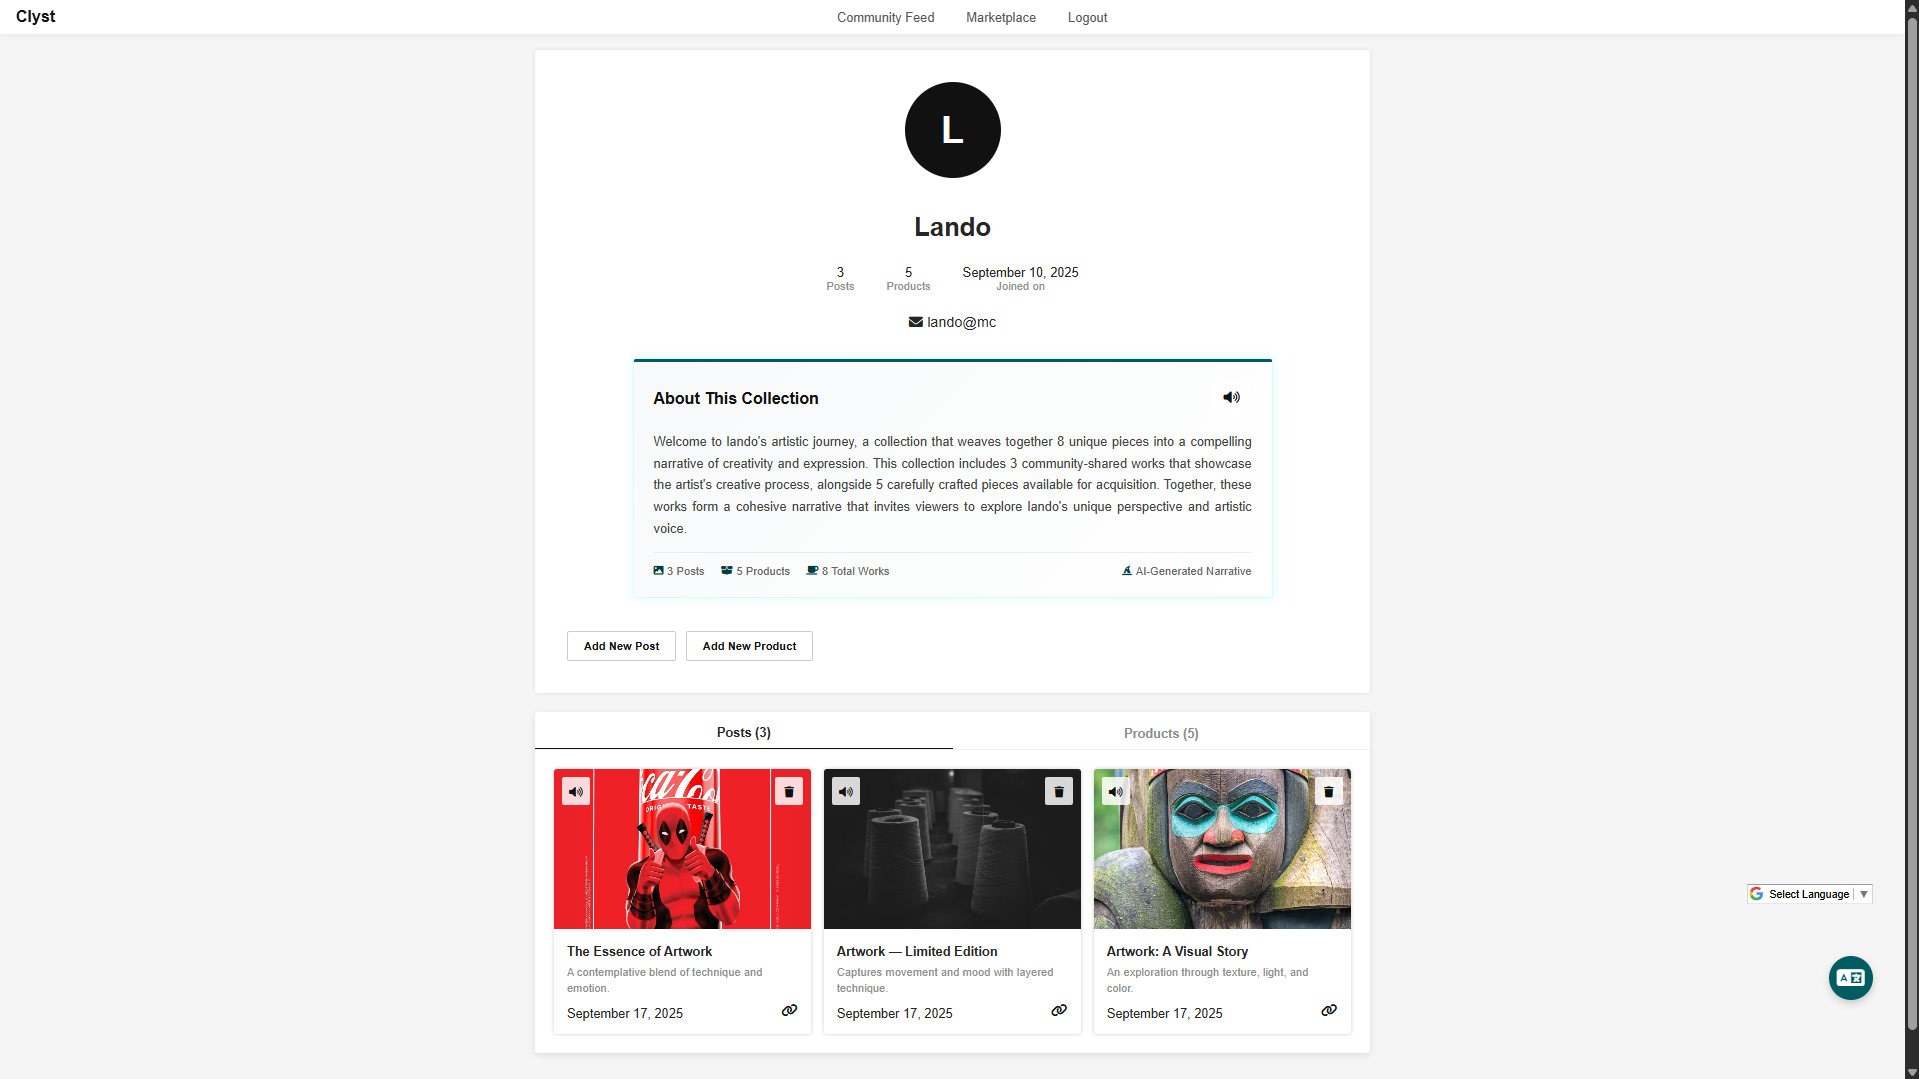 Clyst
Community Feed
Marketplace
Logout
L
Lando
3
Posts
5
Products
September 10, 2025
Joined on
lando@mc
About This Collection
Welcome to lando's artistic journey, a collection that weaves together 8 unique pieces into a compelling
narrative of creativity and expression. This collection includes 3 community-shared works that showcase
the artist's creative process, alongside 5 carefully crafted pieces available for acquisition. Together, these
works form a cohesive narrative that invites viewers to explore lando's unique perspective and artistic
voice.
3 Posts
5 Products
8 Total Works
AI-Generated Narrative
Add New Post
Add New Product
Posts (3)
Products (5)
TASTE
The Essence of Artwork
A contemplative blend of technique and
emotion.
September 17, 2025
Artwork — Limited Edition
Captures movement and mood with layered
technique.
September 17, 2025
Artwork: A Visual Story
An exploration through texture, light, and
color.
September 17, 2025
Select Language